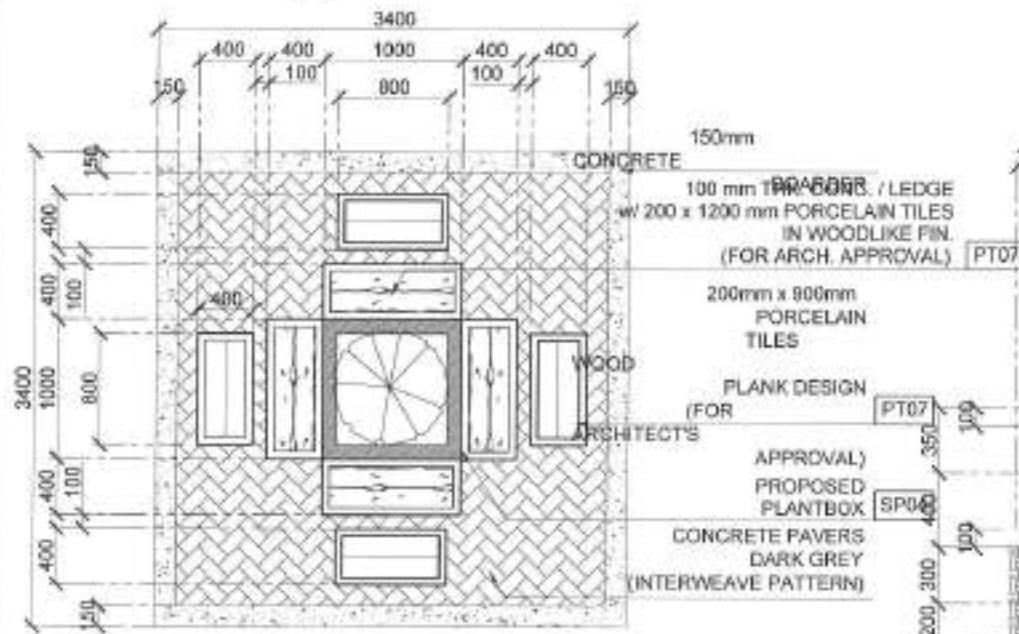 3400
400 400 1000 400 400
150 100 800 100 150
150mm
CONCRETE
BOARDER
100 mm THK. CONC. / LEDGE
w/ 200 x 1200 mm PORCELAIN TILES
IN WOODLIKE FIN.
(FOR ARCH. APPROVAL) PT07
200mm x 900mm
PORCELAIN
TILES
WOOD
PLANK DESIGN
(FOR PT07
ARCHITECT'S
APPROVAL)
PROPOSED
PLANTBOX
CONCRETE PAVERS
DARK GREY
(INTERWEAVE PATTERN)
3400
150
400
400
100
1000
800
400
100
400
150
400
100
350
400
100
300
200